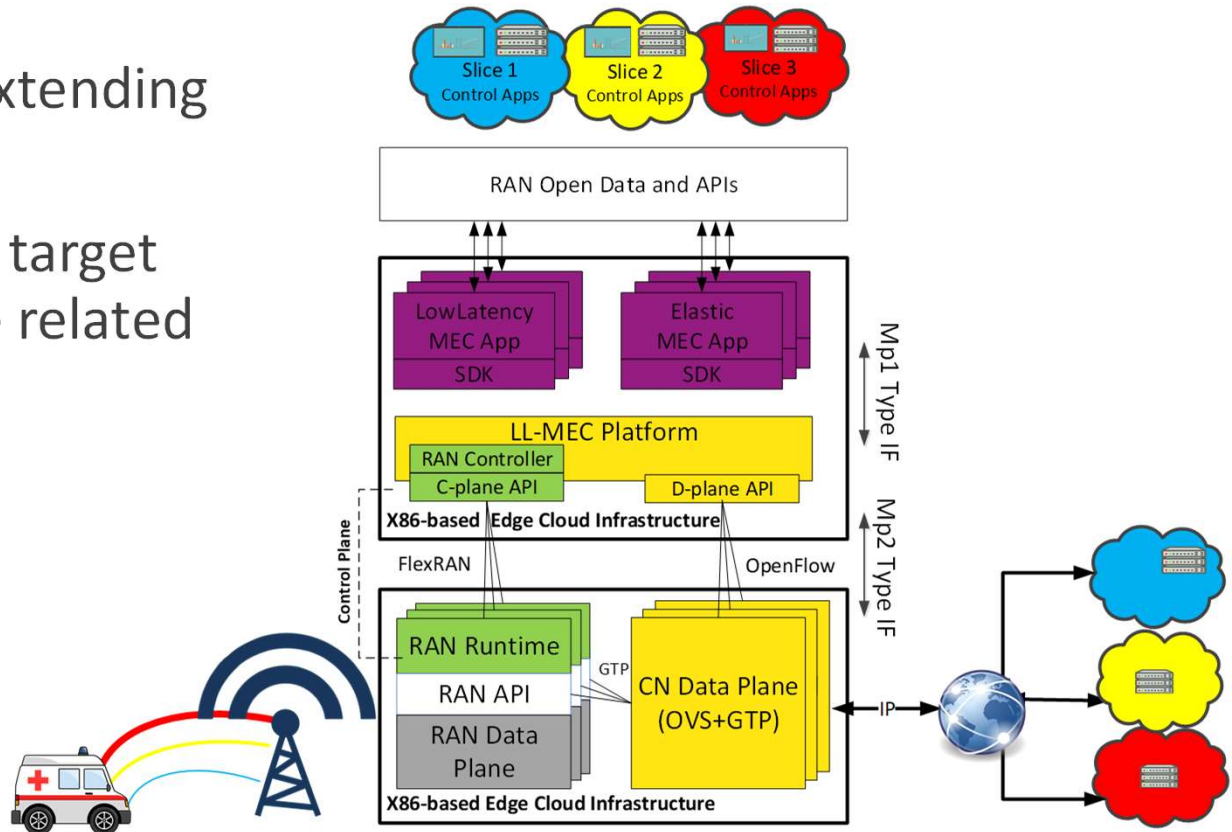 xtending
target
related
Slice 1
Control Apps
Slice 2
Control Apps
Slice 3
Control Apps
RAN Open Data and APIs
LowLatency
MEC App
SDK
Elastic
MEC App
SDK
Mp1 Type IF
LL-MEC Platform
RAN Controller
C-plane API
D-plane API
X86-based Edge Cloud Infrastructure
Control Plane
FlexRAN
OpenFlow
Mp2 Type IF
RAN Runtime
RAN API
RAN Data
Plane
GTP
CN Data Plane
(OVS+GTP)
IP
X86-based Edge Cloud Infrastructure